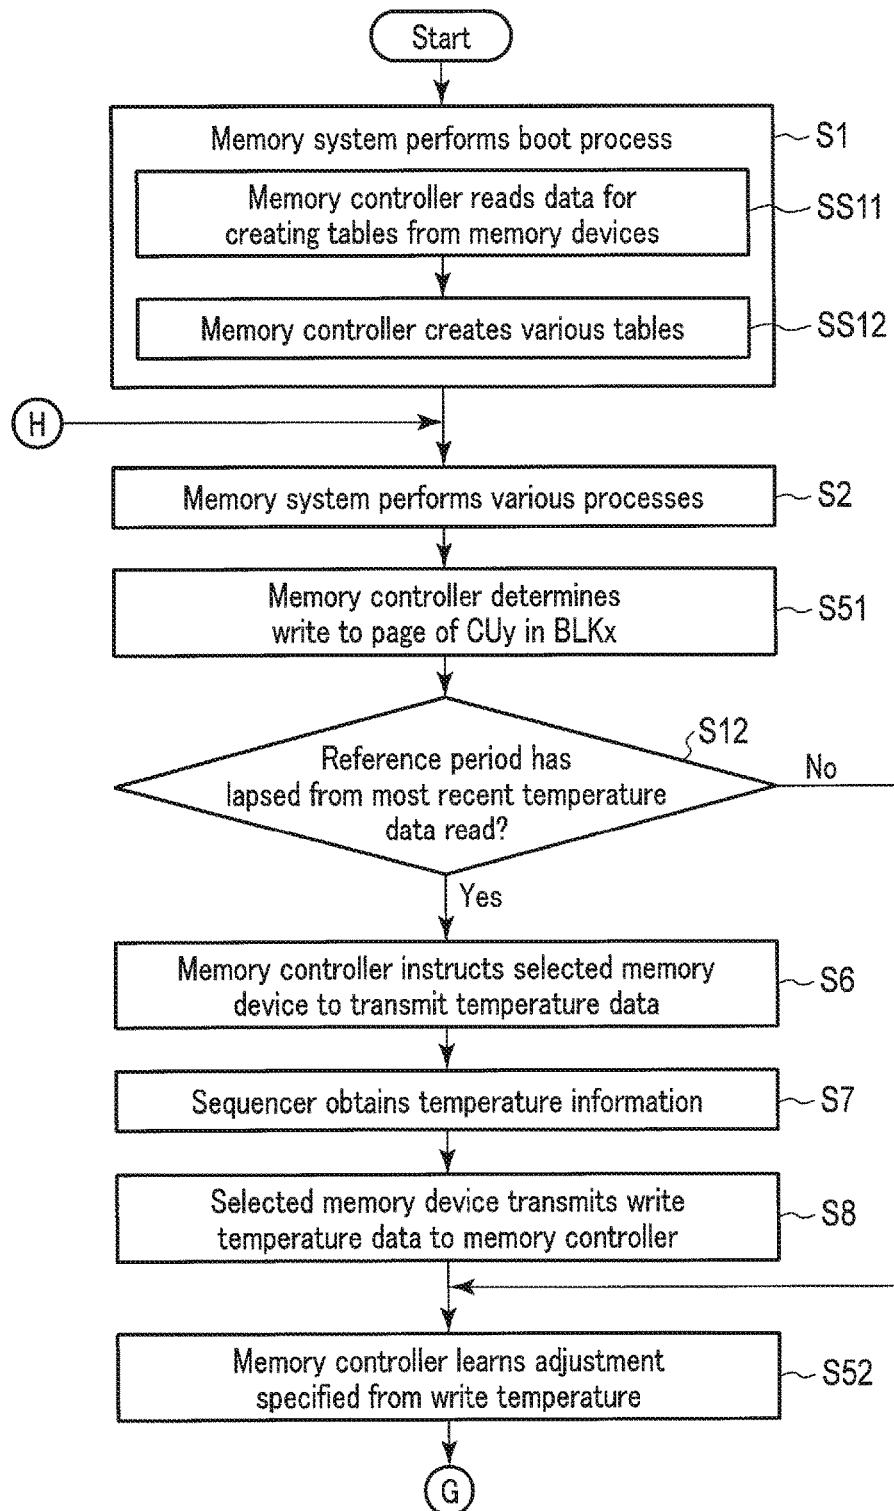 Start
Memory system performs boot process
S1
Memory controller reads data for
creating tables from memory devices
SS11
Memory controller creates various tables
SS12
H
Memory system performs various processes
S2
Memory controller determines
write to page of CUy in BLKx
S51
S12
Reference period has
lapsed from most recent temperature
data read?
No
Yes
Memory controller instructs selected memory
device to transmit temperature data
S6
Sequencer obtains temperature information
S7
Selected memory device transmits write
temperature data to memory controller
S8
Memory controller learns adjustment
specified from write temperature
S52
G